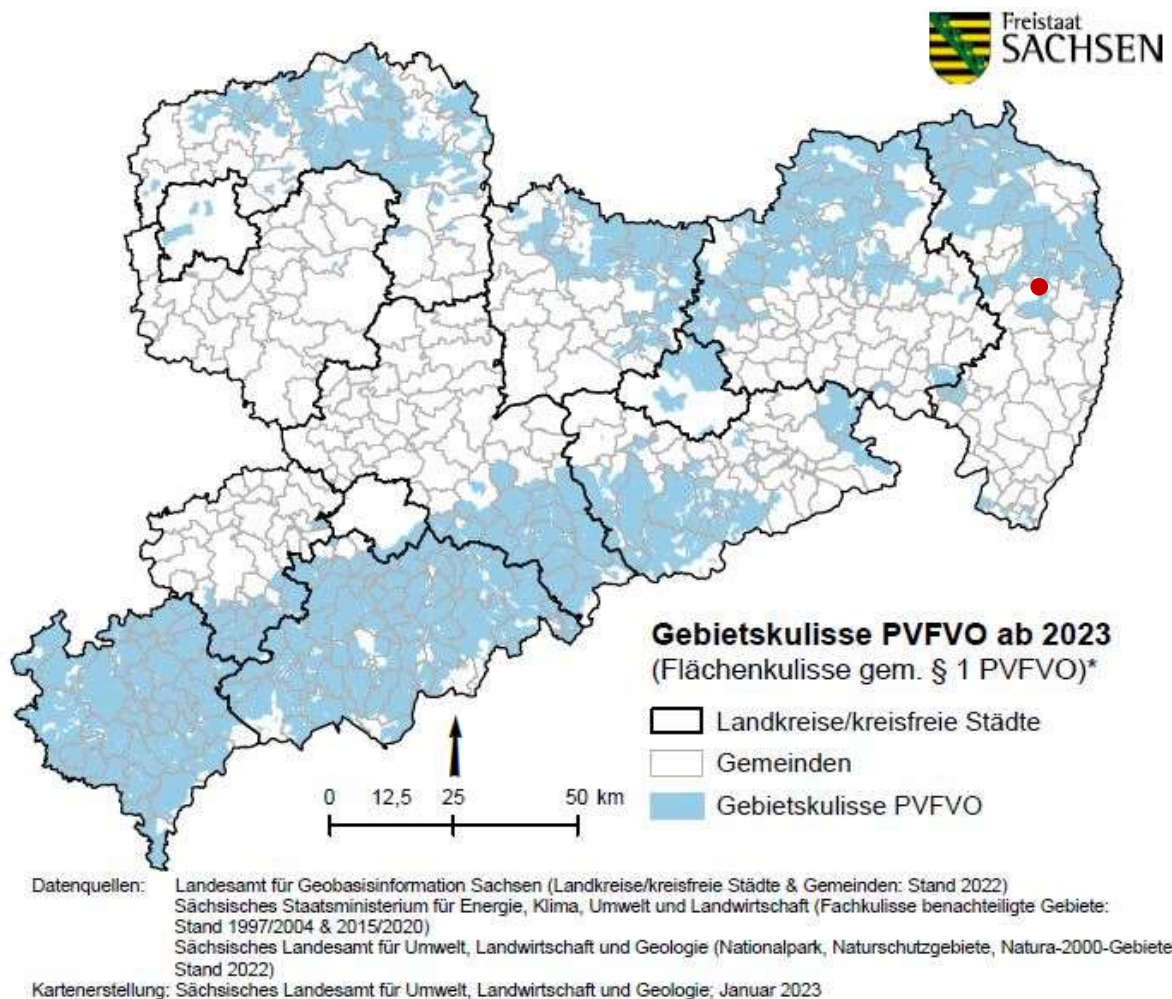 Freistaat
SACHSEN
Gebietskulisse PVFVO ab 2023
(Flächenkulisse gem. § 1 PVFVO)*
Landkreise/kreisfreie Städte
Gemeinden
Gebietskulisse PVFVO
0 12,5 25 50 km
Datenquellen: Landesamt für Geobasisinformation Sachsen (Landkreise/kreisfreie Städte & Gemeinden: Stand 2022)
Sächsisches Staatsministerium für Energie, Klima, Umwelt und Landwirtschaft (Fachkulisse benachteiligte Gebiete:
Stand 1997/2004 & 2015/2020)
Sächsisches Landesamt für Umwelt, Landwirtschaft und Geologie (Nationalpark, Naturschutzgebiete, Natura-2000-Gebiete
Stand 2022)
Kartenerstellung: Sächsisches Landesamt für Umwelt, Landwirtschaft und Geologie; Januar 2023